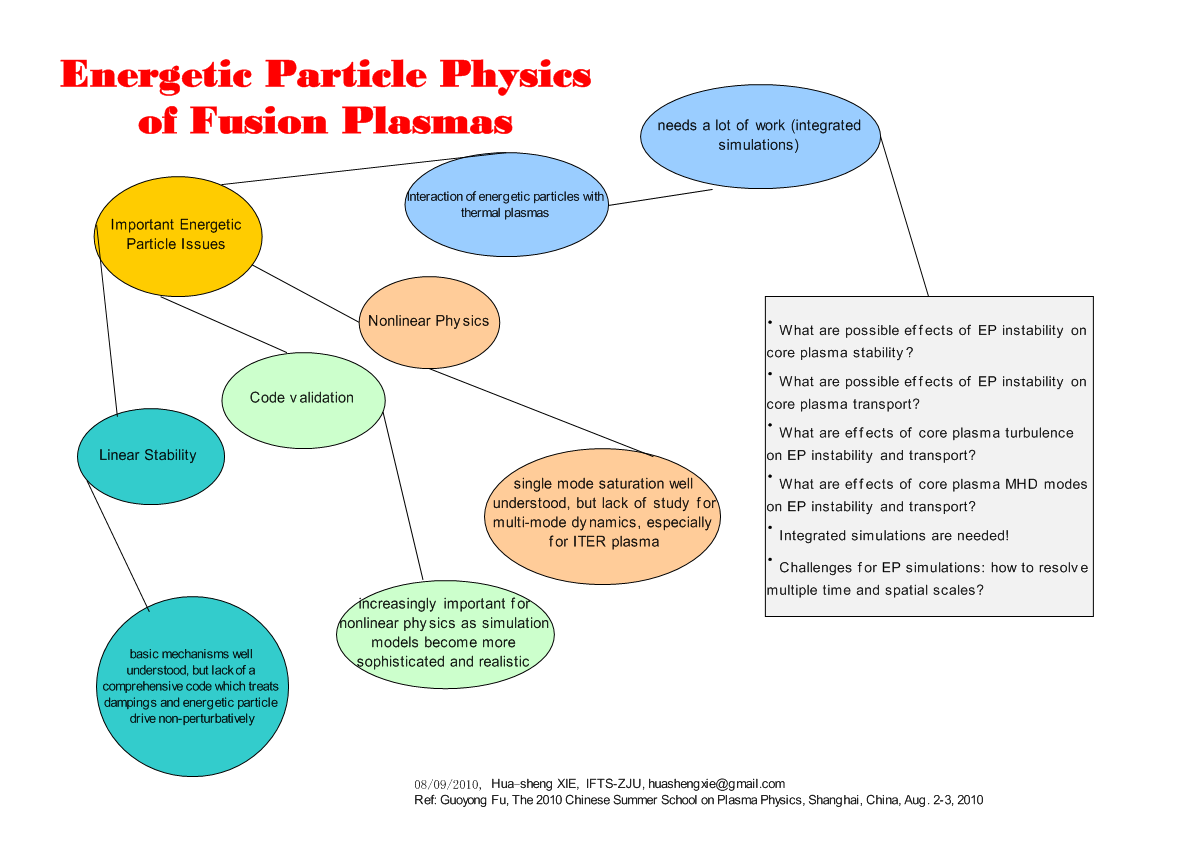 Energetic Particle Physics
of Fusion Plasmas
needs a lot of work (integrated
simulations)
Interaction of energetic particles with
thermal plasmas
Important Energetic
Particle Issues
Nonlinear Physics
Code validation
Linear Stability
single mode saturation well
understood, but lack of study for
multi-mode dynamics, especially
for ITER plasma
increasingly important for
nonlinear physics as simulation
models become more
sophisticated and realistic
basic mechanisms well
understood, but lack of a
comprehensive code which treats
dampings and energetic particle
drive non-perturbatively
• What are possible effects of EP instability on
core plasma stability?
• What are possible effects of EP instability on
core plasma transport?
• What are effects of core plasma turbulence
on EP instability and transport?
• What are effects of core plasma MHD modes
on EP instability and transport?
• Integrated simulations are needed!
• Challenges for EP simulations: how to resolve
multiple time and spatial scales?
08/09/2010, Hua-sheng XIE, IFTS-ZJU, huashengxie@gmail.com
Ref: Guoyong Fu, The 2010 Chinese Summer School on Plasma Physics, Shanghai, China, Aug. 2-3, 2010